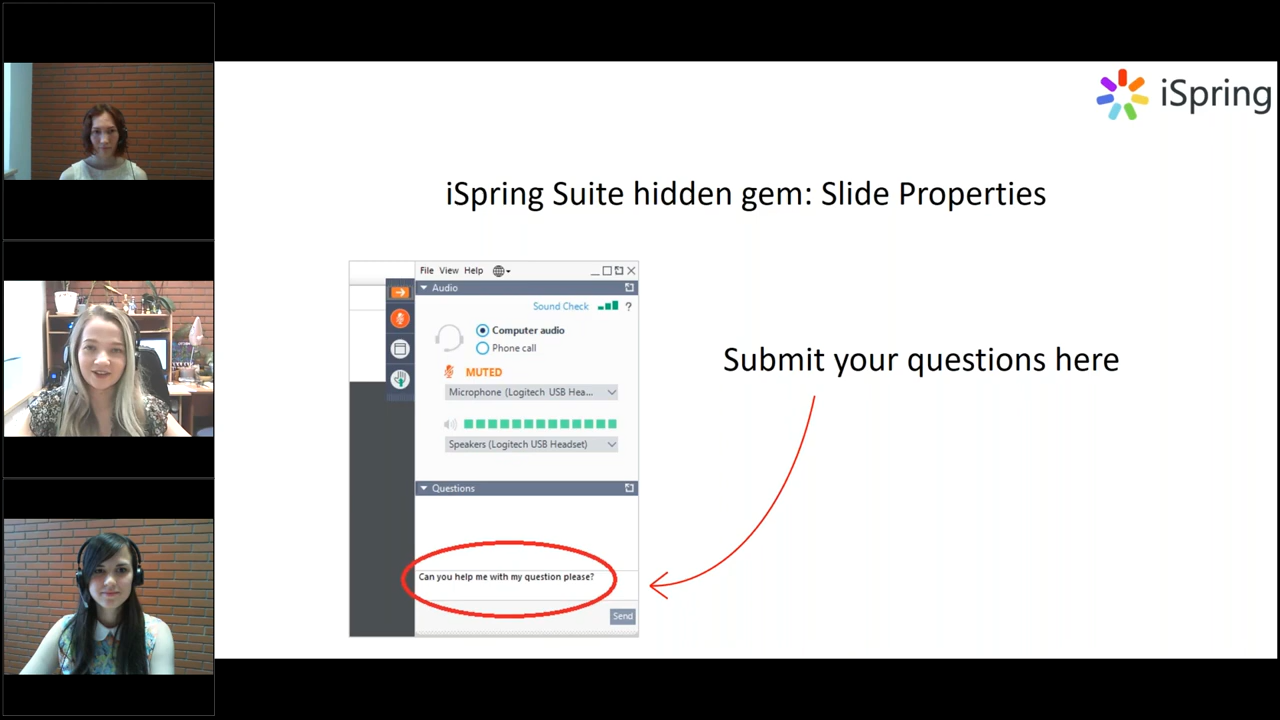 iSpring
iSpring Suite hidden gem: Slide Properties
File View Help
Audio
Sound Check ?
Computer audio
Phone call
MUTED
Microphone (Logitech USB Hea...
Speakers (Logitech USB Headset)
Questions
Can you help me with my question please?
Send
Submit your questions here